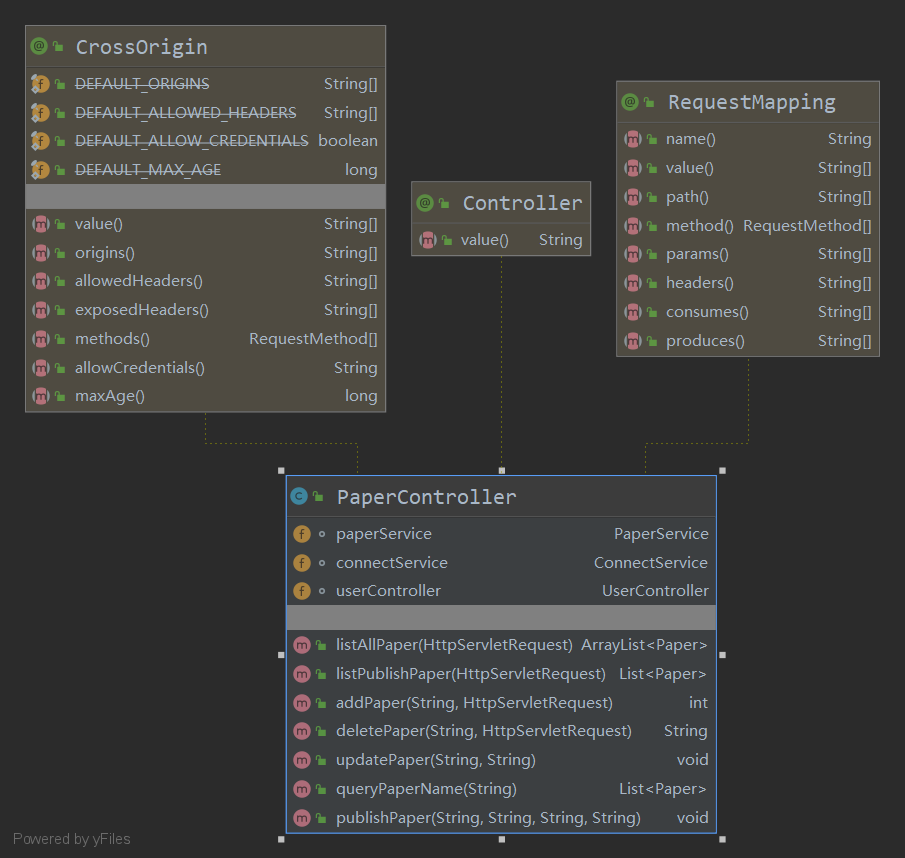 CrossOrigin
DEFAULT_ORIGINS String[]
DEFAULT_ALLOWED_HEADERS String[]
DEFAULT_ALLOW_CREDENTIALS boolean
DEFAULT_MAX_AGE long
value() String[]
origins() String[]
allowedHeaders() String[]
exposedHeaders() String[]
methods() RequestMethod[]
allowCredentials() String
maxAge() long
Controller
value() String
RequestMapping
name() String
value() String[]
path() String[]
method() RequestMethod[]
params() String[]
headers() String[]
consumes() String[]
produces() String[]
PaperController
paperService PaperService
connectService ConnectService
userController UserController
listAllPaper(HttpServletRequest) ArrayList<Paper>
listPublishPaper(HttpServletRequest) List<Paper>
addPaper(String, HttpServletRequest) int
deletePaper(String, HttpServletRequest) String
updatePaper(String, String) void
queryPaperName(String) List<Paper>
publishPaper(String, String, String, String) void
Powered by yFiles